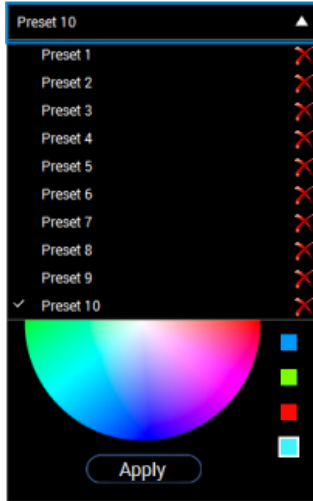 Preset 10
Preset 1
Preset 2
Preset 3
Preset 4
Preset 5
Preset 6
Preset 7
Preset 8
Preset 9
Preset 10
Apply